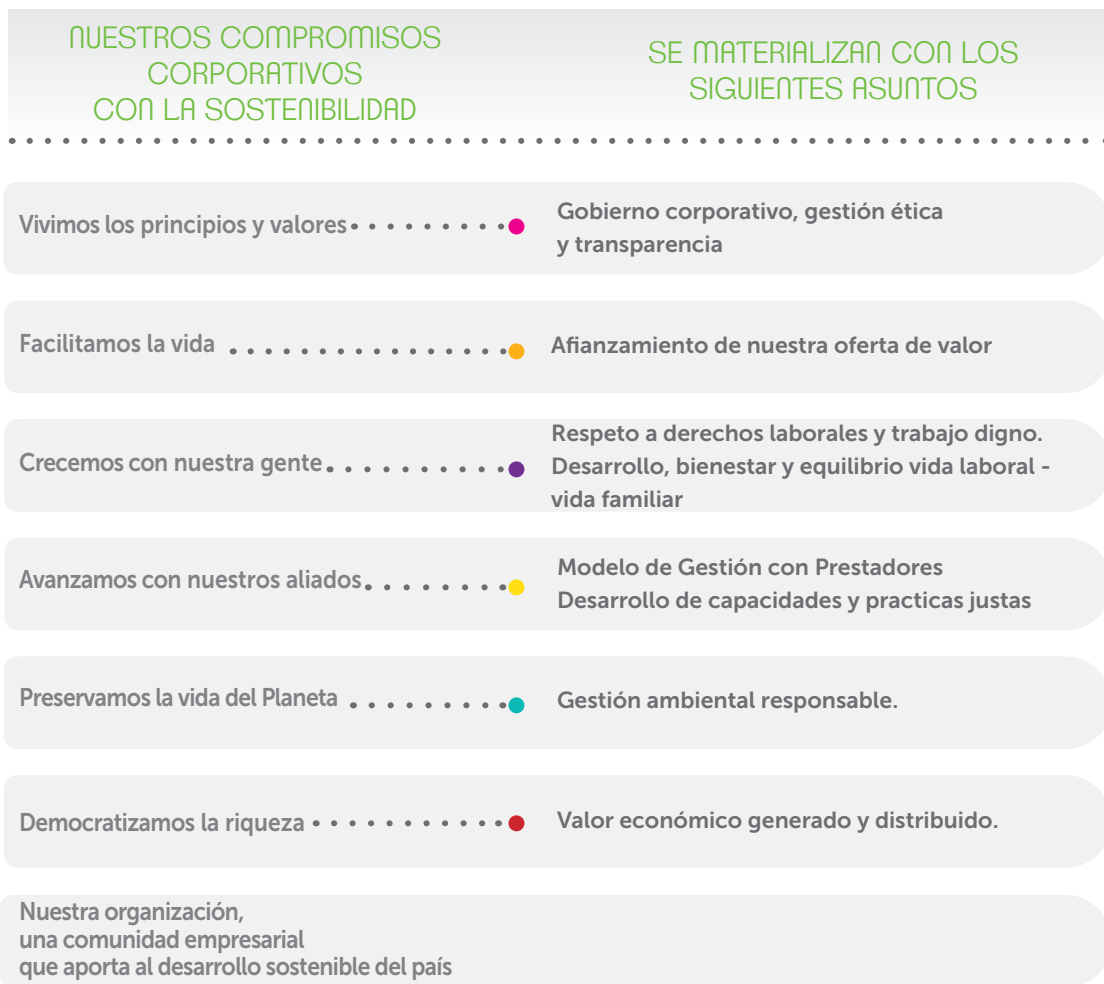 NUESTROS COMPROMISOS
CORPORATIVOS
CON LA SOSTENIBILIDAD
SE MATERIALIZAN CON LOS
SIGUIENTES ASUNTOS
Vivimos los principios y valores
Gobierno corporativo, gestión ética
y transparencia
Facilitamos la vida
Afianzamiento de nuestra oferta de valor
Crecemos con nuestra gente
Respeto a derechos laborales y trabajo digno.
Desarrollo, bienestar y equilibrio vida laboral -
vida familiar
Avanzamos con nuestros aliados
Modelo de Gestión con Prestadores
Desarrollo de capacidades y practicas justas
Preservamos la vida del Planeta
Gestión ambiental responsable.
Democratizamos la riqueza
Valor económico generado y distribuido.
Nuestra organización,
una comunidad empresarial
que aporta al desarrollo sostenible del país